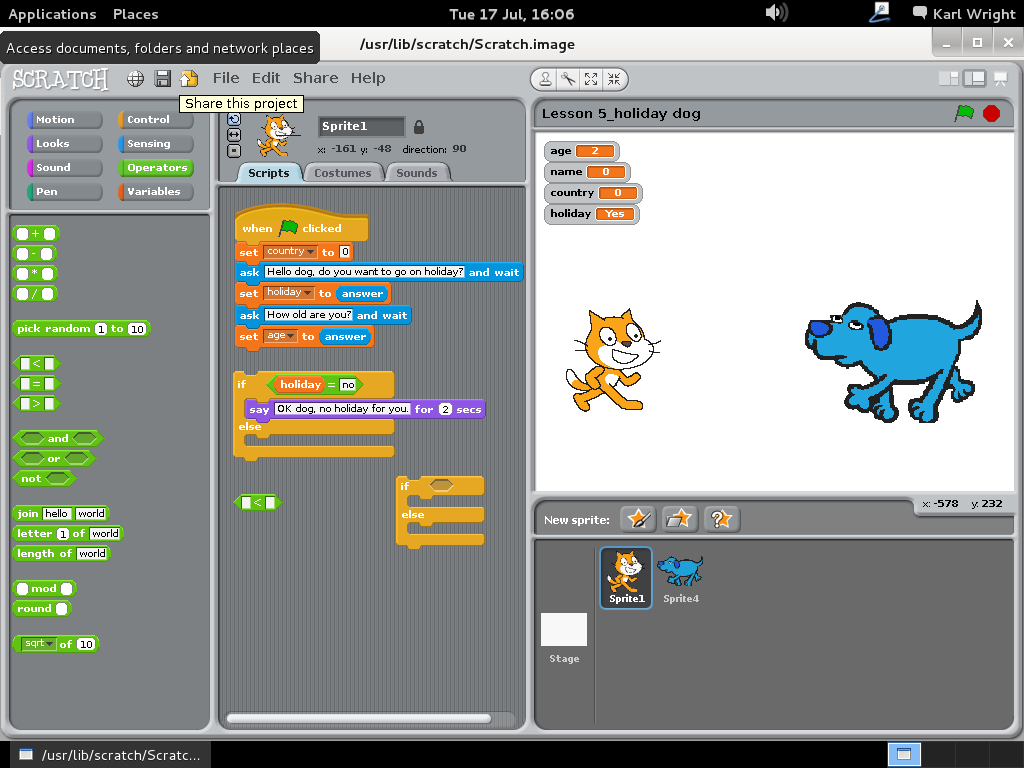 Applications Places Tue 17 Jul, 16:06 Karl Wright
Access documents, folders and network places
/usr/lib/scratch/Scratch.image
SCRATCH File Edit Share Help
Share this project
Motion Control
Looks Sensing
Sound Operators
Pen Variables
+
-
*
/
pick random 1 to 10
<
=
>
and
or
not
join hello world
letter 1 of world
length of world
mod
round
sqrt of 10
Sprite1
x: -161 y: -48 direction: 90
Scripts Costumes Sounds
when clicked
set country to 0
ask Hello dog, do you want to go on holiday? and wait
set holiday to answer
ask How old are you? and wait
set age to answer
if holiday = no
say OK dog, no holiday for you. for 2 secs
else
<
if
else
Lesson 5_holiday dog
age 2
name 0
country 0
holiday Yes
x: -578 y: 232
New sprite:
Sprite1 Sprite4
Stage
/usr/lib/scratch/Scratc...